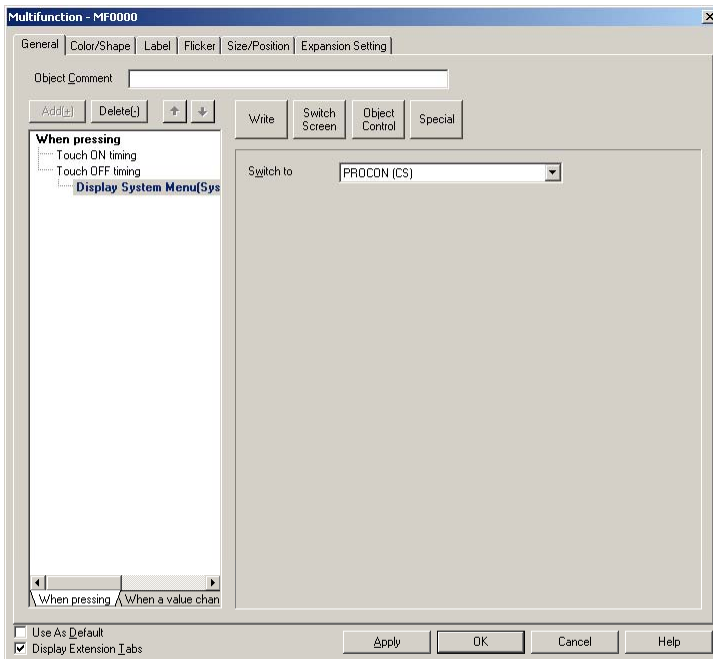 Multifunction - MF0000
General Color/Shape Label Flicker Size/Position Expansion Setting
Object Comment
Add(+) Delete(-)
Write Switch Screen Object Control Special
When pressing
Touch ON timing
Touch OFF timing
Display System Menu(Sys
Switch to PROCON (CS)
When pressing When a value chan
Use As Default
Display Extension Tabs
Apply OK Cancel Help